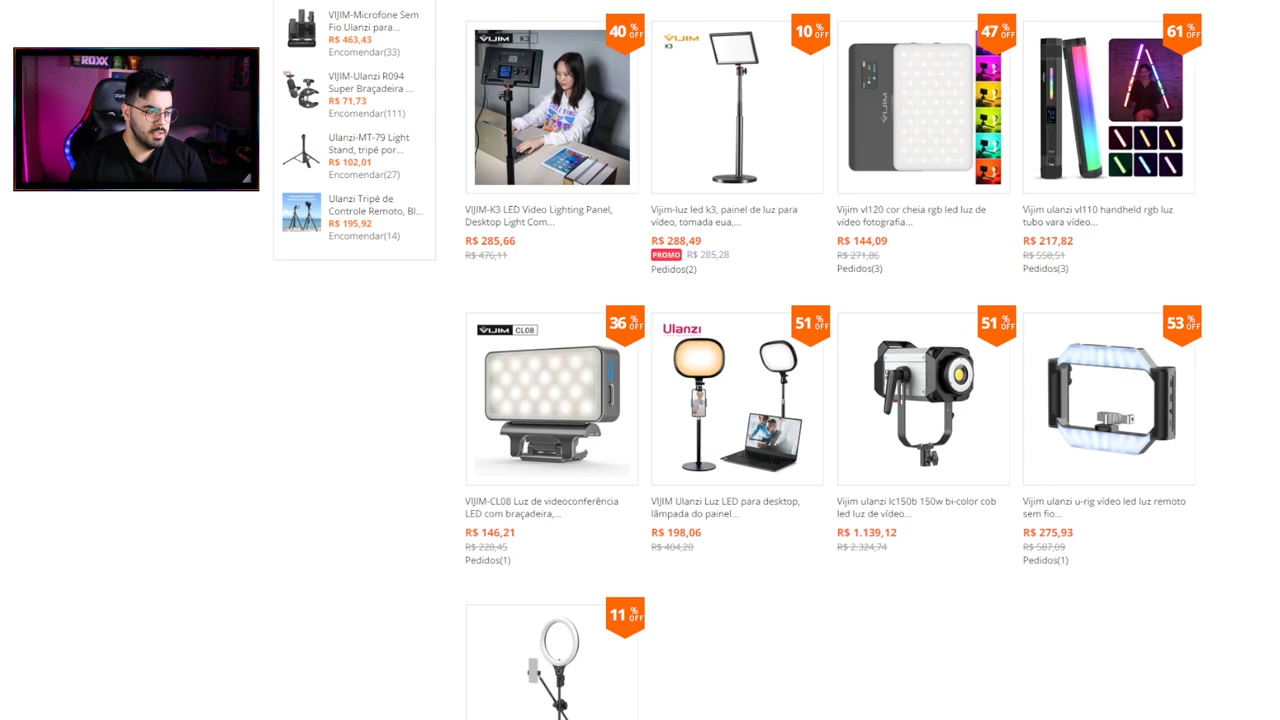 VIJIM-Microfone Sem
Fio Ulanzi para...
R$ 463,43
Encomendar(33)
VIJIM-Ulanzi R094
Super Braçadeira ...
R$ 71,73
Encomendar(111)
Ulanzi-MT-79 Light
Stand, tripé por...
R$ 102,01
Encomendar(27)
Ulanzi Tripé de
Controle Remoto, Bl...
R$ 195,92
Encomendar(14)
ROXX
VIJIM K3
40 % OFF
VIJIM-K3 LED Video Lighting Panel,
Desktop Light Com...
R$ 285,66
R$ 476,11
VIJIM
K3
10 % OFF
Vijim-luz led k3, painel de luz para
vídeo, tomada eua,...
R$ 288,49
PROMO R$ 285,28
Pedidos(2)
VIJIM
47 % OFF
Vijim vl120 cor cheia rgb led luz de
vídeo fotografia...
R$ 144,09
R$ 271,86
Pedidos(3)
61 % OFF
Vijim ulanzi vl110 handheld rgb luz
tubo vara vídeo...
R$ 217,82
R$ 558,51
Pedidos(3)
VIJIM CL08
36 % OFF
VIJIM-CL08 Luz de videoconferência
LED com braçadeira,...
R$ 146,21
R$ 228,45
Pedidos(1)
Ulanzi
51 % OFF
VIJIM Ulanzi Luz LED para desktop,
lâmpada do painel...
R$ 198,06
R$ 404,20
51 % OFF
Vijim ulanzi lc150b 150w bi-color cob
led luz de vídeo...
R$ 1.139,12
R$ 2.324,74
53 % OFF
Vijim ulanzi u-rig vídeo led luz remoto
sem fio...
R$ 275,93
R$ 587,09
Pedidos(1)
11 % OFF